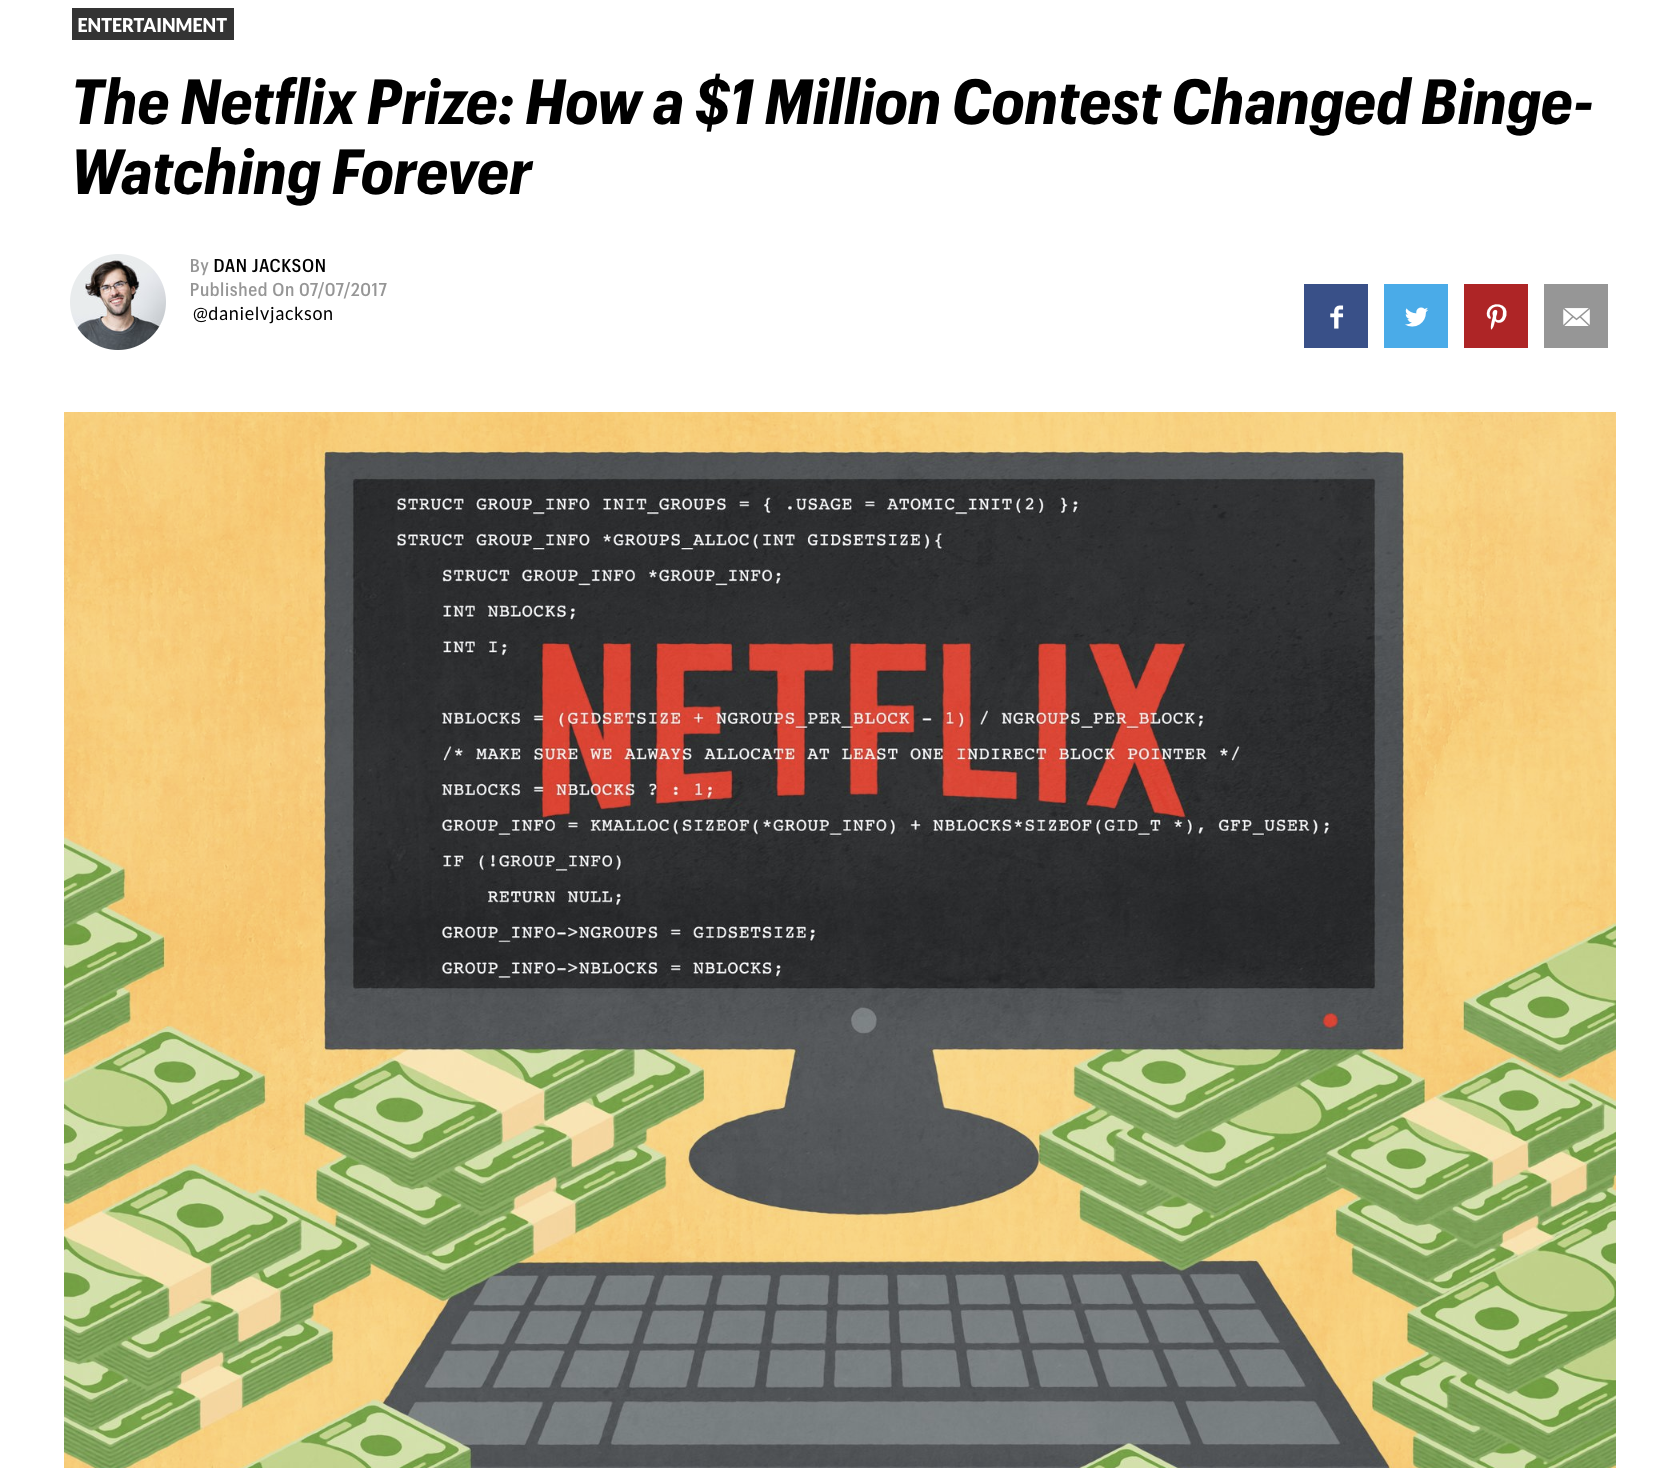 ENTERTAINMENT
The Netflix Prize: How a $1 Million Contest Changed Binge-
Watching Forever
By DAN JACKSON
Published On 07/07/2017
@danielvjackson
STRUCT GROUP_INFO INIT_GROUPS = { .USAGE = ATOMIC_INIT(2) };
STRUCT GROUP_INFO *GROUPS_ALLOC(INT GIDSETSIZE){
STRUCT GROUP_INFO *GROUP_INFO;
INT NBLOCKS;
INT I;
NETFLIX
NBLOCKS = (GIDSETSIZE + NGROUPS_PER_BLOCK - 1) / NGROUPS_PER_BLOCK;
/* MAKE SURE WE ALWAYS ALLOCATE AT LEAST ONE INDIRECT BLOCK POINTER */
NBLOCKS = NBLOCKS ? : 1;
GROUP_INFO = KMALLOC(SIZEOF(*GROUP_INFO) + NBLOCKS*SIZEOF(GID_T *), GFP_USER);
IF (!GROUP_INFO)
RETURN NULL;
GROUP_INFO->NGROUPS = GIDSETSIZE;
GROUP_INFO->NBLOCKS = NBLOCKS;